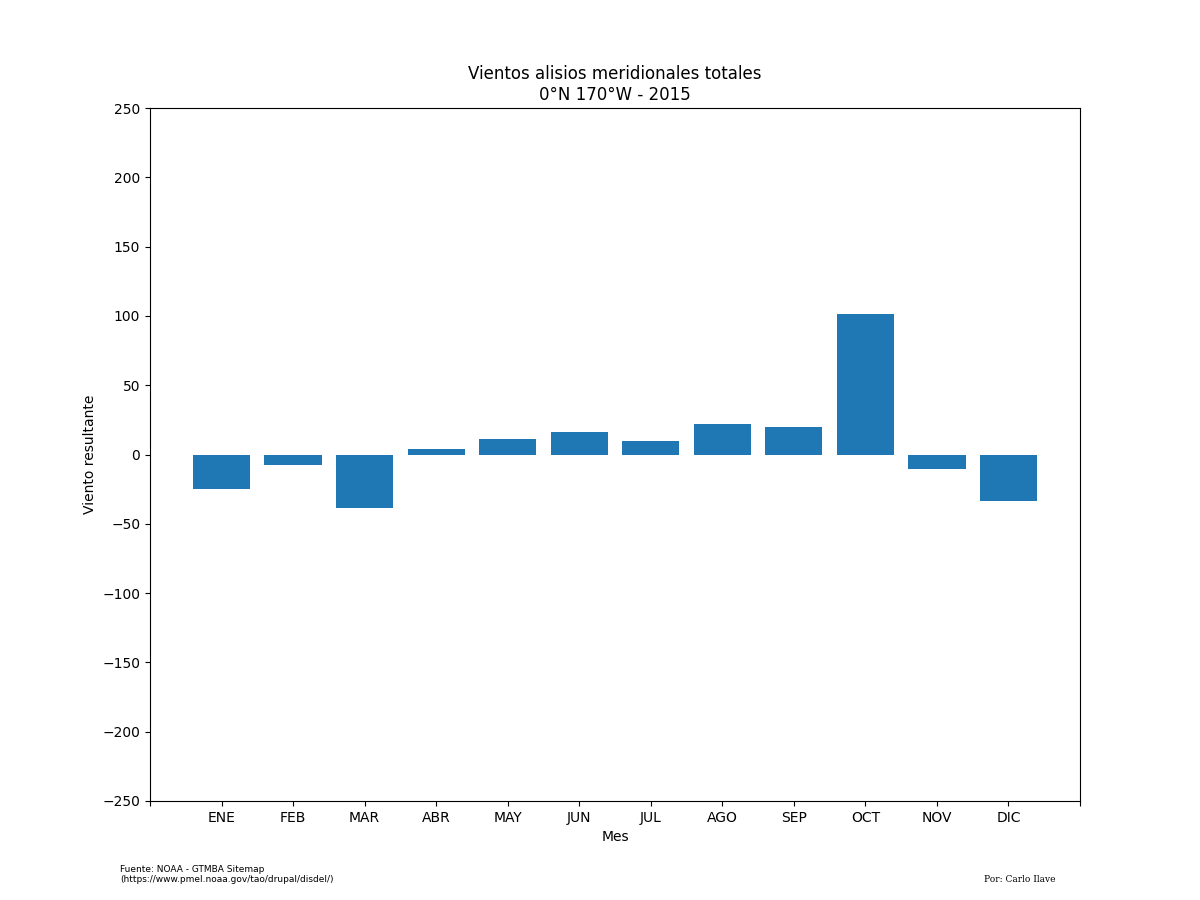 Vientos alisios meridionales totales
0°N 170°W - 2015
250
200
150
100
50
0
−50
−100
−150
−200
−250
Viento resultante
ENE FEB MAR ABR MAY JUN JUL AGO SEP OCT NOV DIC
Mes
Fuente: NOAA - GTMBA Sitemap
(https://www.pmel.noaa.gov/tao/drupal/disdel/)
Por: Carlo Ilave